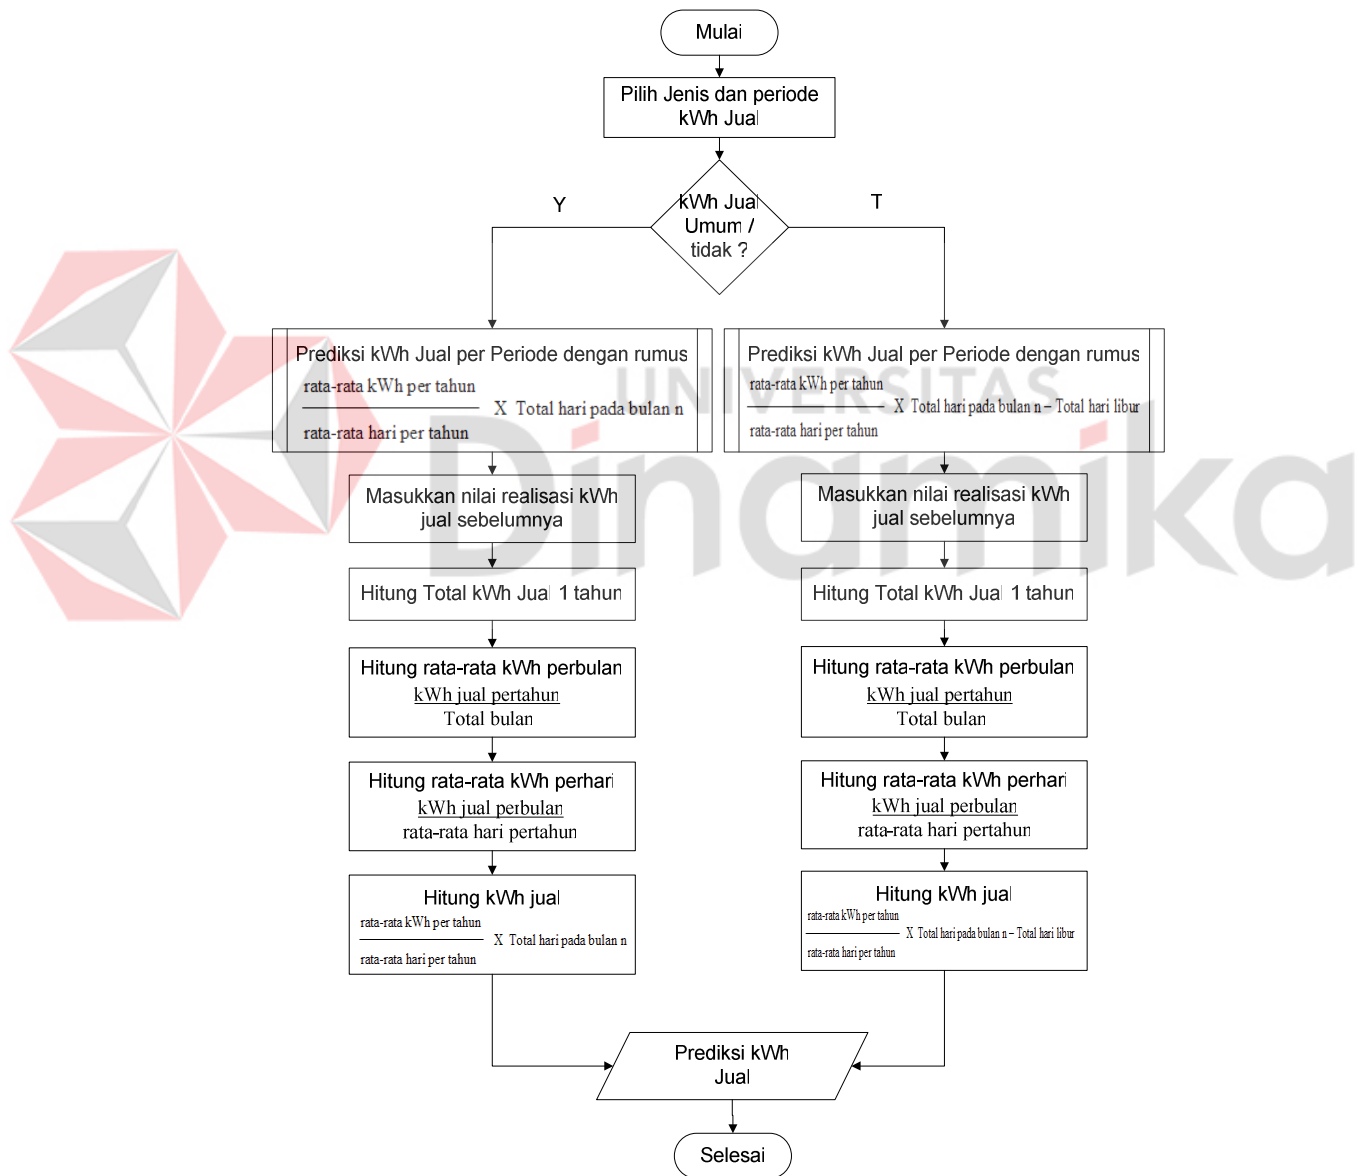 Mulai
Pilih Jenis dan periode
kWh Jual
kWh Jual
Umum /
tidak ?
Y
T
Prediksi kWh Jual per Periode dengan rumus
rata-rata kWh per tahun
X Total hari pada bulan n
rata-rata hari per tahun
Prediksi kWh Jual per Periode dengan rumus
rata-rata kWh per tahun
X Total hari pada bulan n – Total hari libur
rata-rata hari per tahun
UNIVERSITAS
Dinamika
Masukkan nilai realisasi kWh
jual sebelumnya
Hitung Total kWh Jual 1 tahun
Hitung rata-rata kWh perbulan
kWh jual pertahun
Total bulan
Hitung rata-rata kWh perhari
kWh jual perbulan
rata-rata hari pertahun
Hitung kWh jual
rata-rata kWh per tahun
X Total hari pada bulan n
rata-rata hari per tahun
Masukkan nilai realisasi kWh
jual sebelumnya
Hitung Total kWh Jual 1 tahun
Hitung rata-rata kWh perbulan
kWh jual pertahun
Total bulan
Hitung rata-rata kWh perhari
kWh jual perbulan
rata-rata hari pertahun
Hitung kWh jual
rata-rata kWh per tahun
X Total hari pada bulan n – Total hari libur
rata-rata hari per tahun
Prediksi kWh
Jual
Selesai